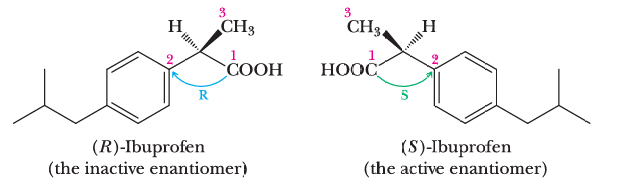 3
H CH3
2 1
COOH
R
(R)-Ibuprofen
(the inactive enantiomer)
3
CH3 H
1 2
HOOC
S
(S)-Ibuprofen
(the active enantiomer)